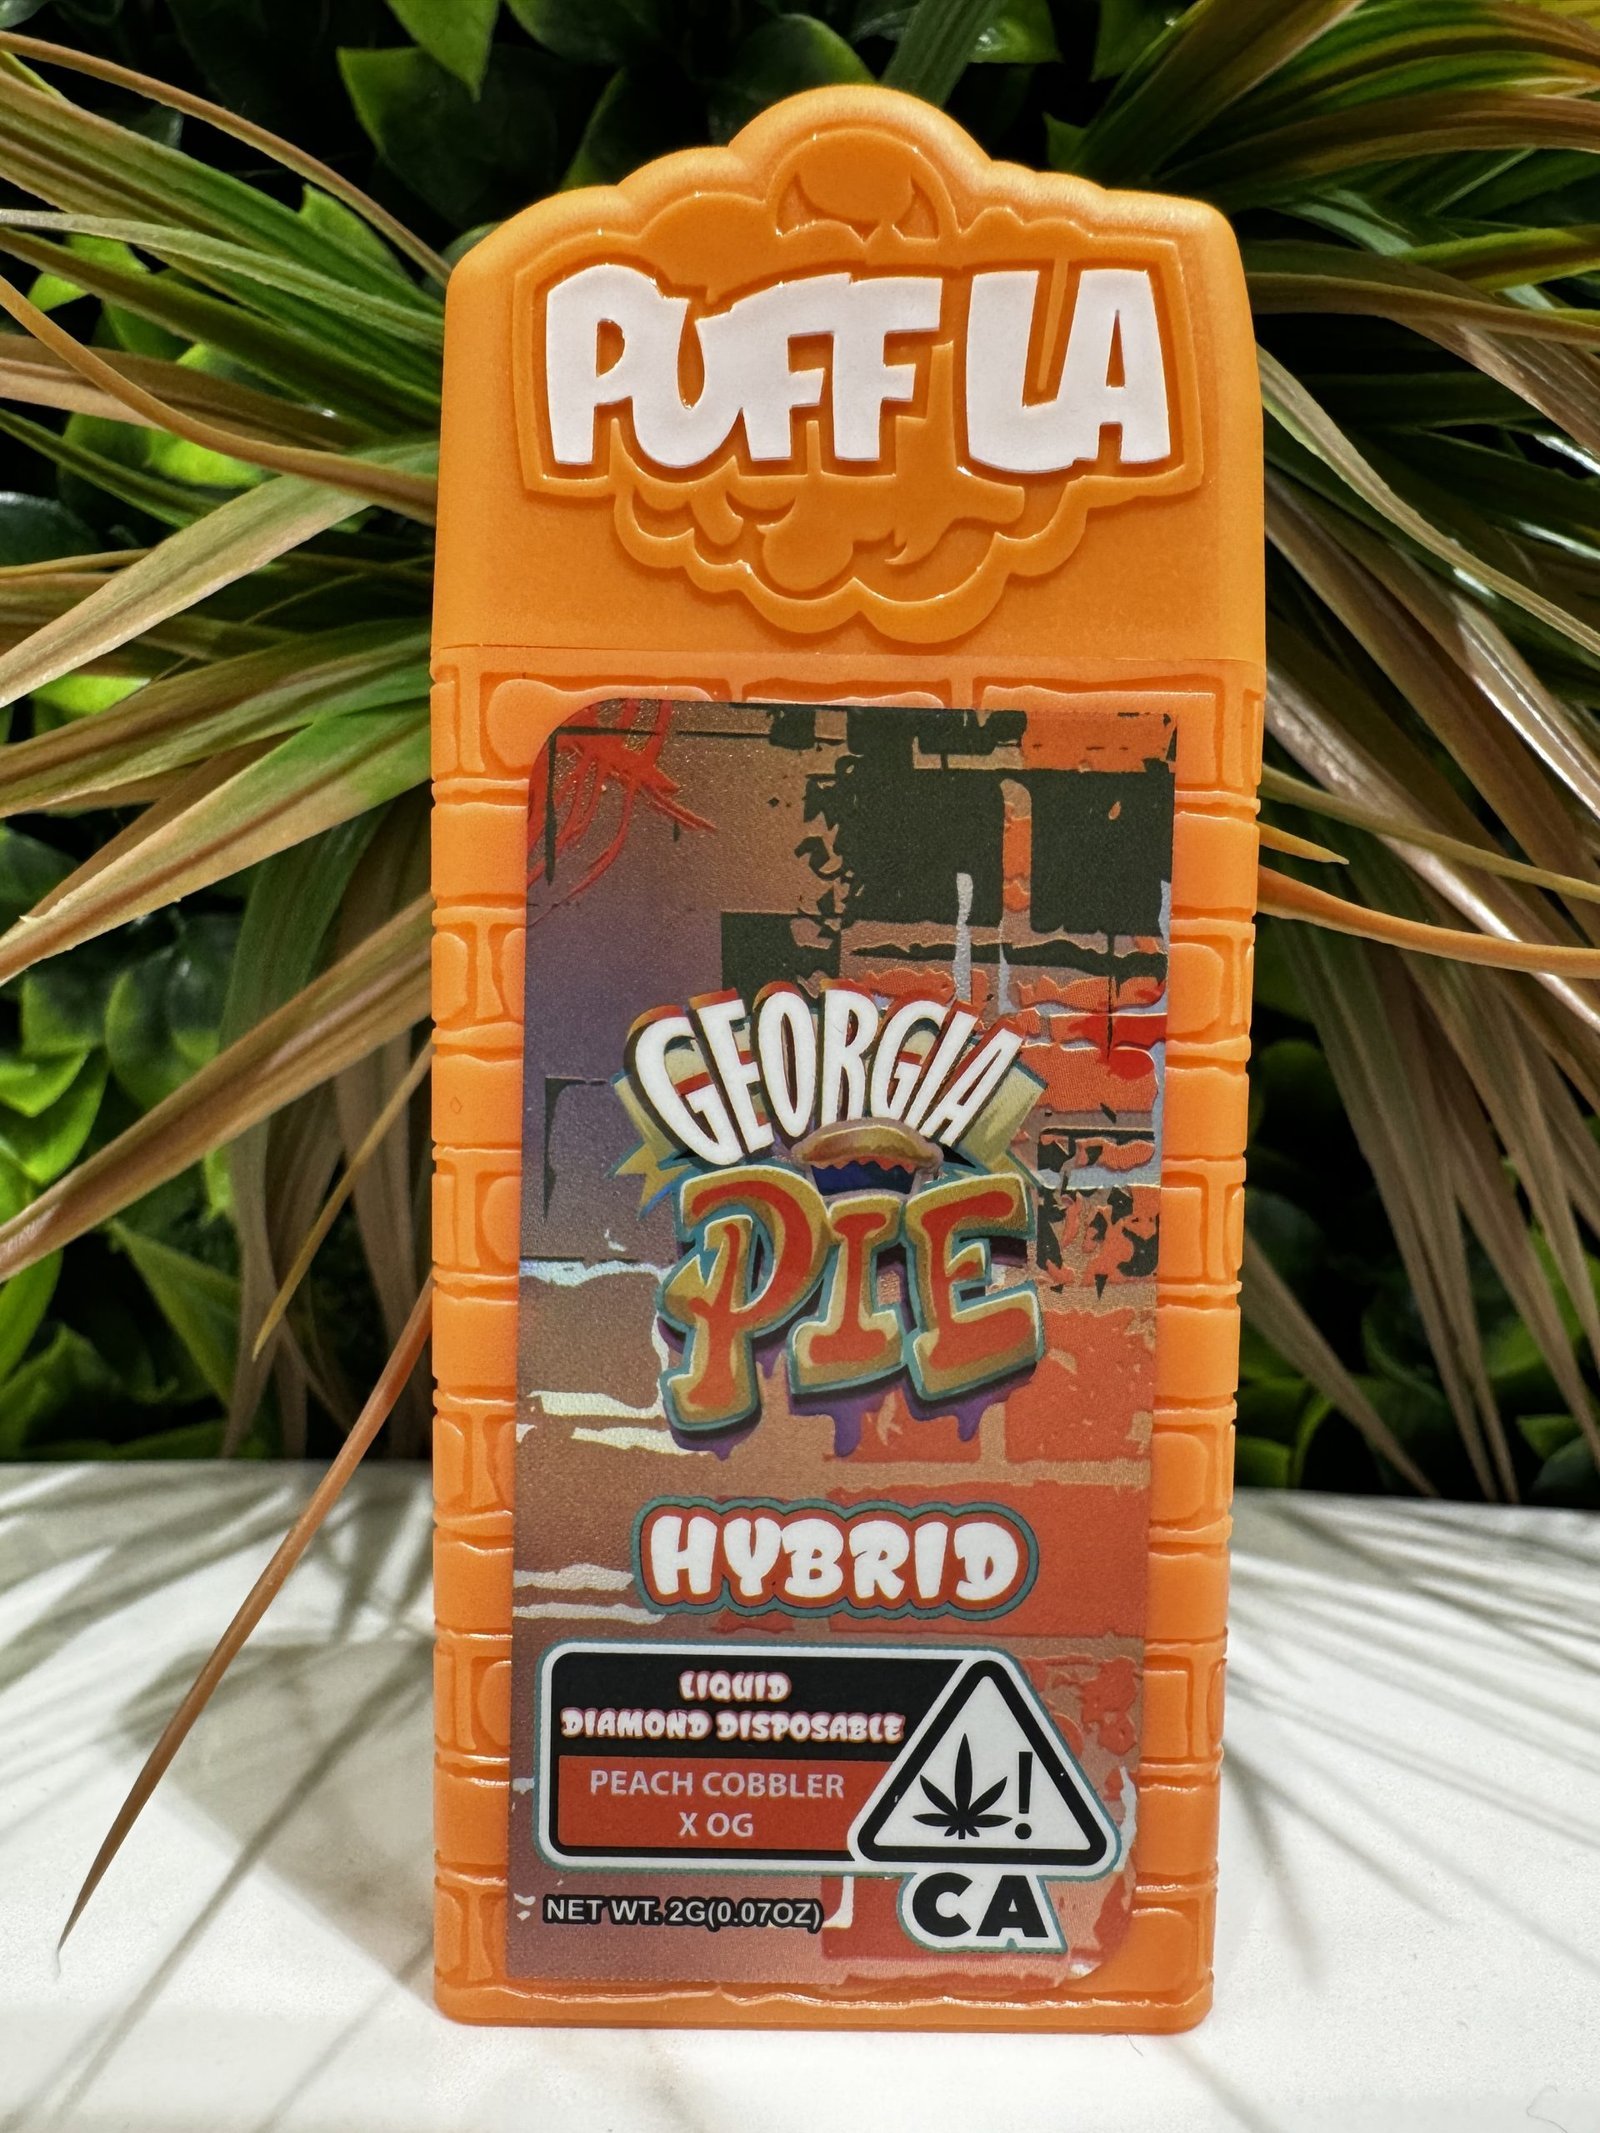 PUFF LA
GEORGIA
PIE
HYBRID
LIQUID
DIAMOND DISPOSABLE
PEACH COBBLER
X OG
!
CA
NET WT. 2G(0.07OZ)